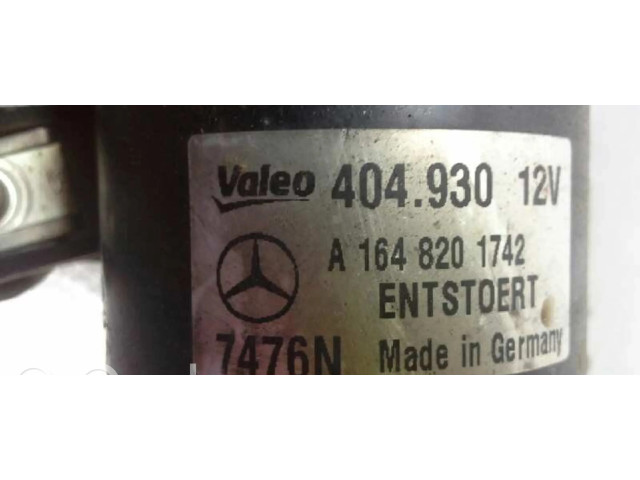 Valeo 404.930 12V
A 164 820 1742
ENTSTOERT
7476N Made in Germany